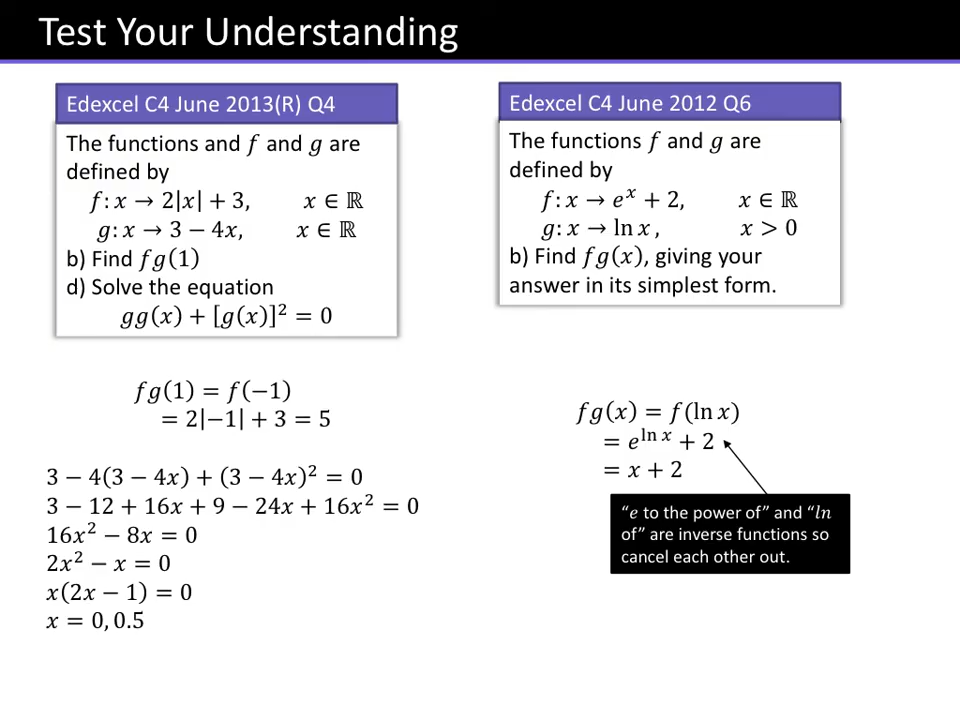 Test Your Understanding
Edexcel C4 June 2013(R) Q4
The functions and 𝑓 and 𝑔 are
defined by
𝑓: 𝑥 → 2|𝑥| + 3, 𝑥 ∈ ℝ
𝑔: 𝑥 → 3 − 4𝑥, 𝑥 ∈ ℝ
b) Find 𝑓𝑔(1)
d) Solve the equation
𝑔𝑔(𝑥) + [𝑔(𝑥)]² = 0
𝑓𝑔(1) = 𝑓(−1)
= 2|−1| + 3 = 5
3 − 4(3 − 4𝑥) + (3 − 4𝑥)² = 0
3 − 12 + 16𝑥 + 9 − 24𝑥 + 16𝑥² = 0
16𝑥² − 8𝑥 = 0
2𝑥² − 𝑥 = 0
𝑥(2𝑥 − 1) = 0
𝑥 = 0, 0.5
Edexcel C4 June 2012 Q6
The functions 𝑓 and 𝑔 are
defined by
𝑓: 𝑥 → 𝑒ˣ + 2, 𝑥 ∈ ℝ
𝑔: 𝑥 → ln 𝑥 , 𝑥 > 0
b) Find 𝑓𝑔(𝑥), giving your
answer in its simplest form.
𝑓𝑔(𝑥) = 𝑓(ln 𝑥)
= 𝑒^{ln 𝑥} + 2
= 𝑥 + 2
“𝑒 to the power of” and “𝑙𝑛
of” are inverse functions so
cancel each other out.